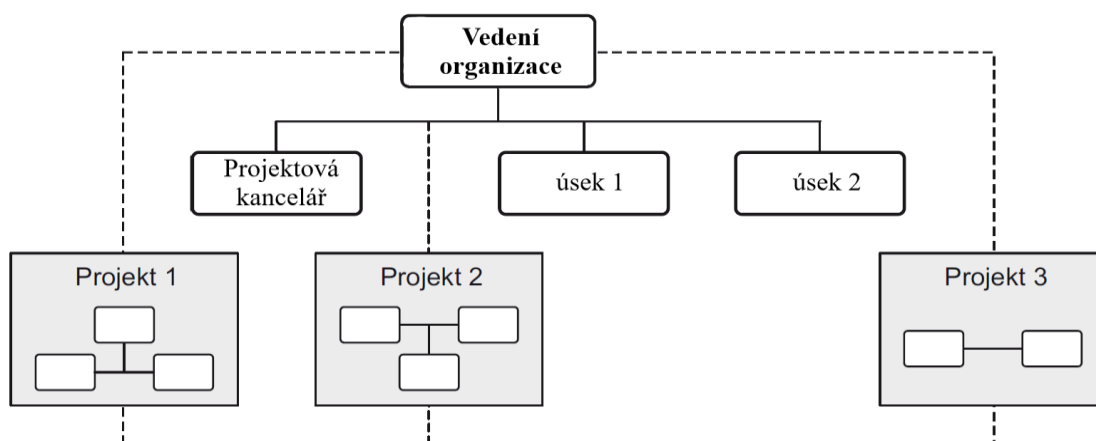 Vedení
organizace
Projektová
kancelář
úsek 1
úsek 2
Projekt 1
Projekt 2
Projekt 3